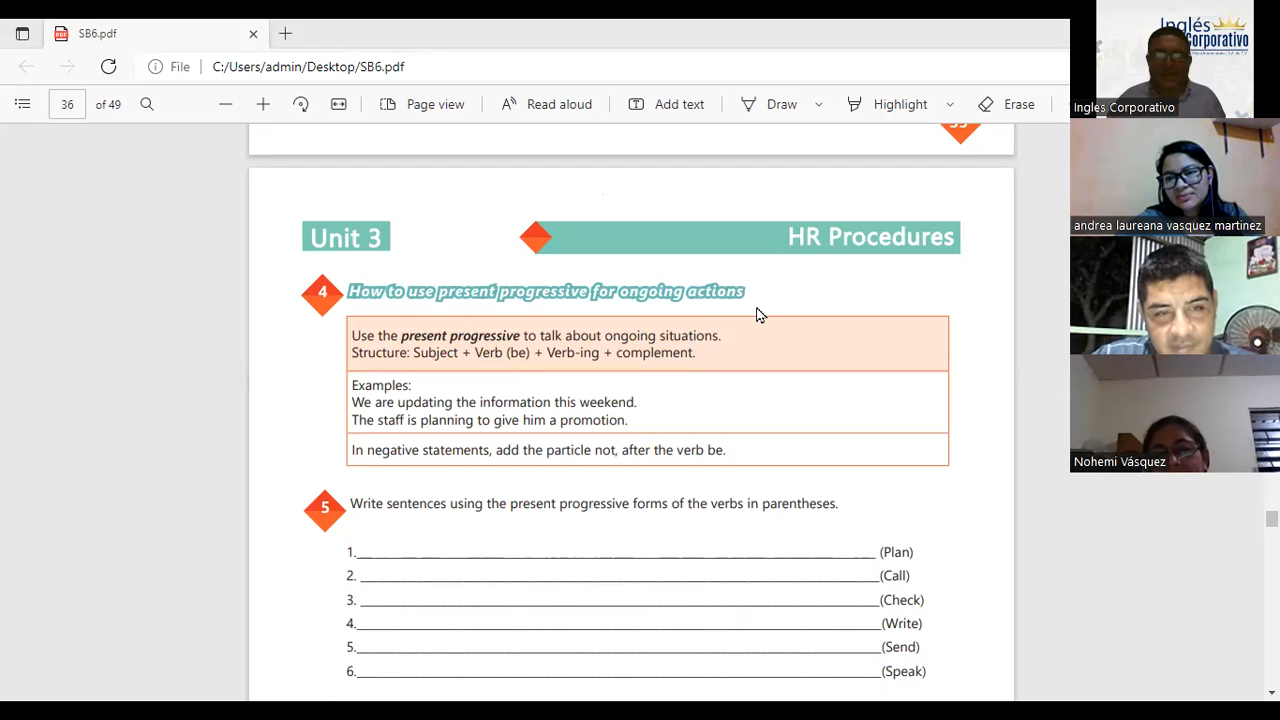 SB6.pdf
File
C:/Users/admin/Desktop/SB6.pdf
36 of 49
Page view
Read aloud
Add text
Draw
Highlight
Erase
Unit 3
HR Procedures
4 How to use present progressive for ongoing actions
Use the present progressive to talk about ongoing situations.
Structure: Subject + Verb (be) + Verb-ing + complement.
Examples:
We are updating the information this weekend.
The staff is planning to give him a promotion.
In negative statements, add the particle not, after the verb be.
5 Write sentences using the present progressive forms of the verbs in parentheses.
1. (Plan)
2. (Call)
3. (Check)
4. (Write)
5. (Send)
6. (Speak)
Inglés
Corporativo
Ingles Corporativo
andrea laureana vasquez martinez
Nohemi Vásquez